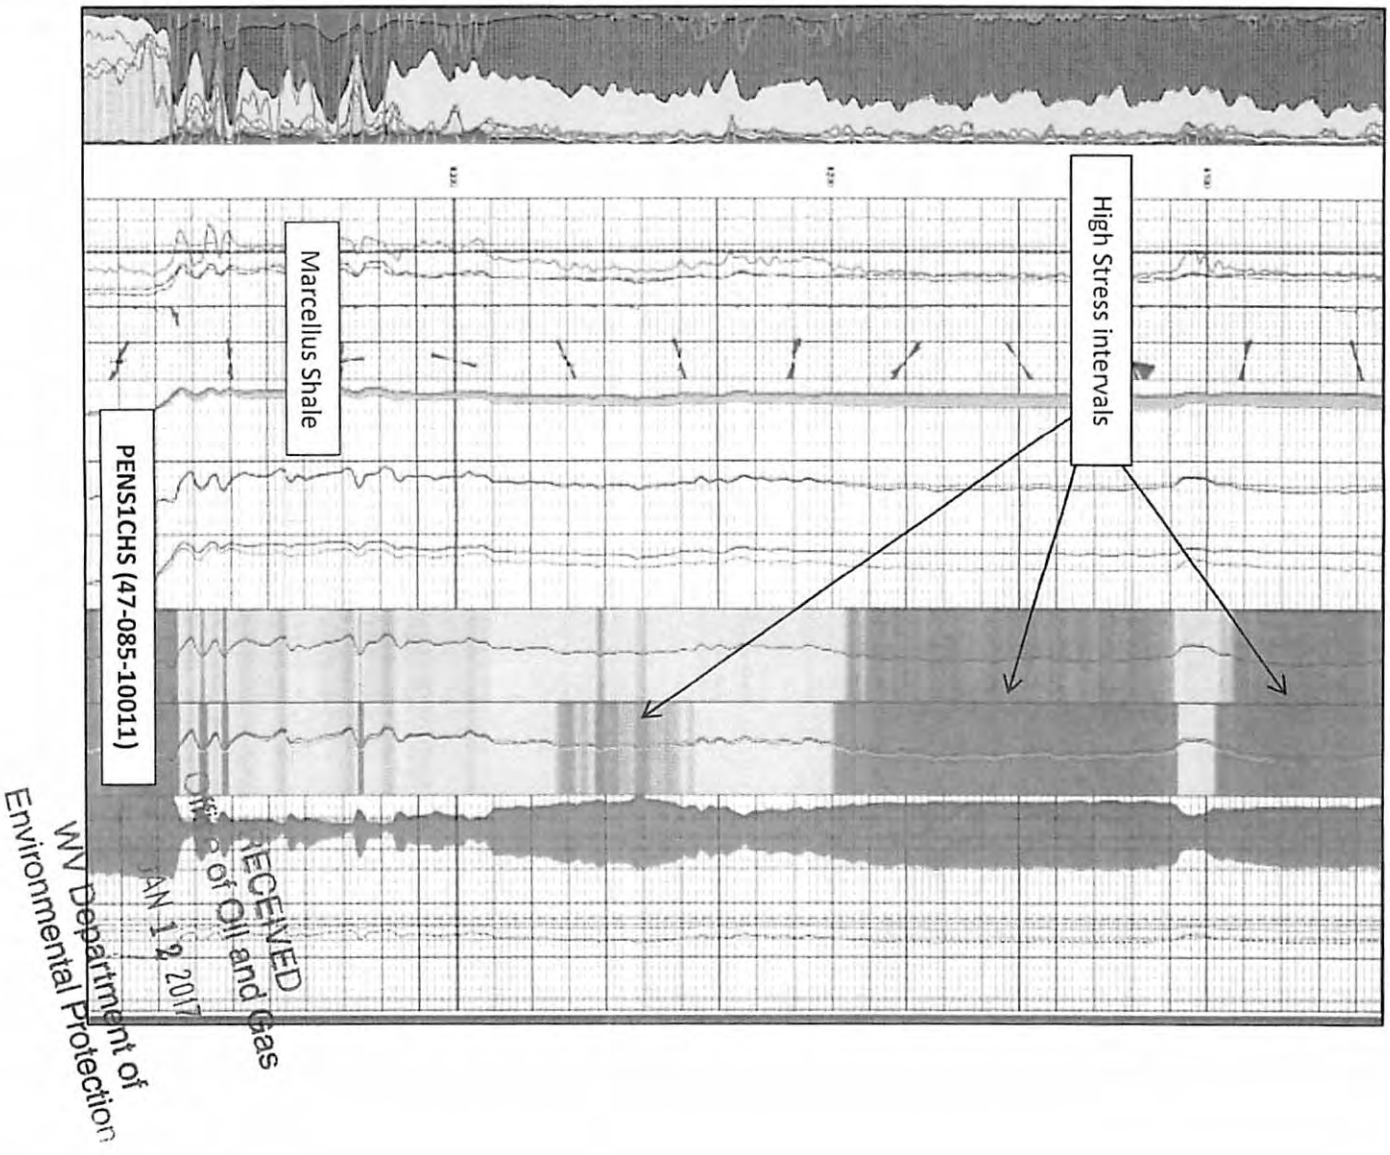 High Stress intervals
Marcellus Shale
PENS1CHS (47-085-10011)
RECEIVED
Office of Oil and Gas
JAN 12 2017
WV Department of
Environmental Protection